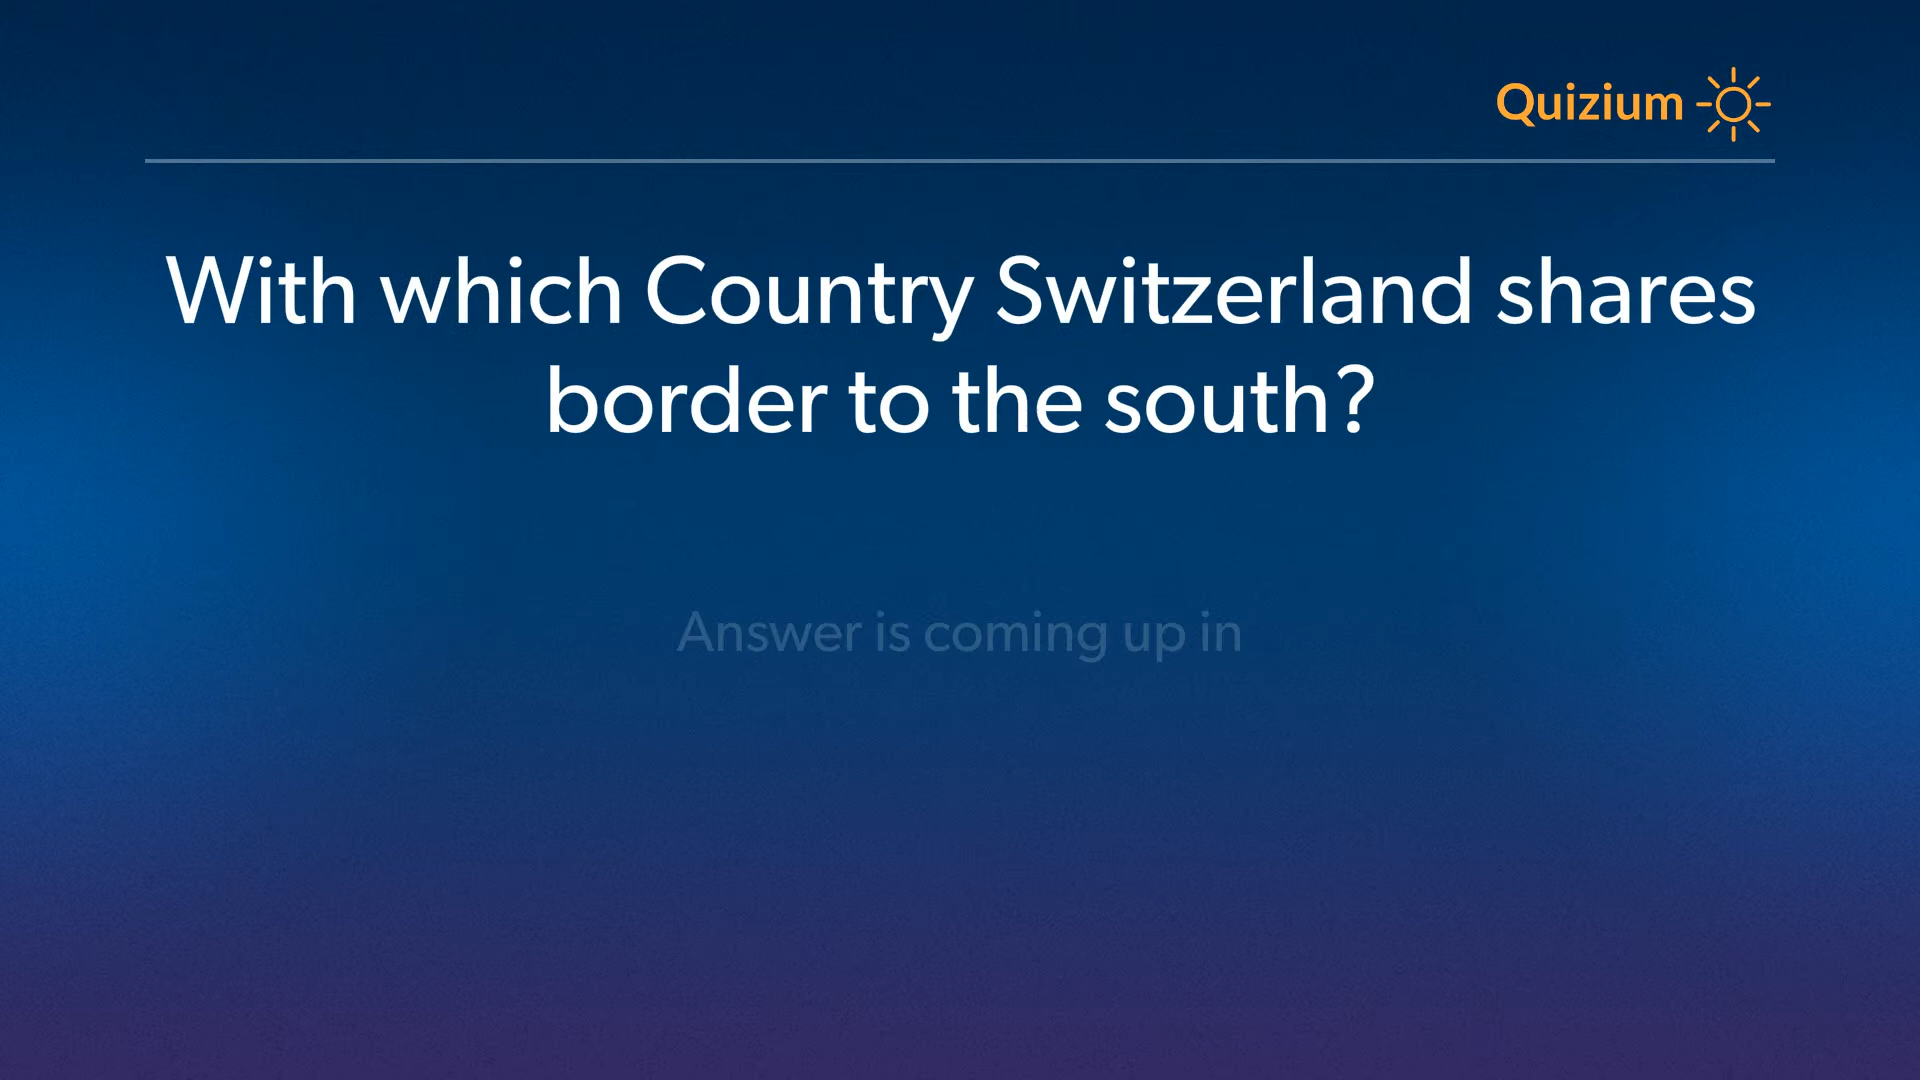 Quizium
With which Country Switzerland shares
border to the south?
Answer is coming up in